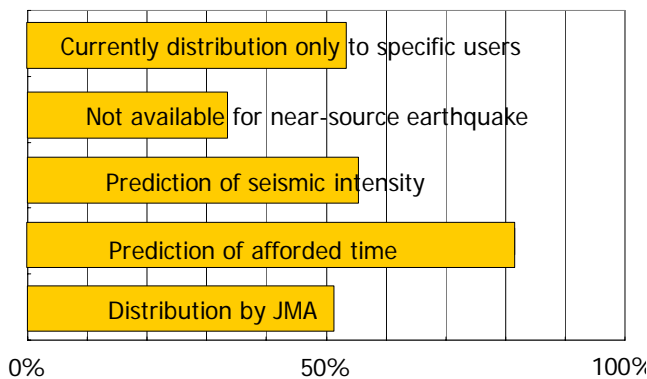 Currently distribution only to specific users
Not available for near-source earthquake
Prediction of seismic intensity
Prediction of afforded time
Distribution by JMA
0% 50% 100%